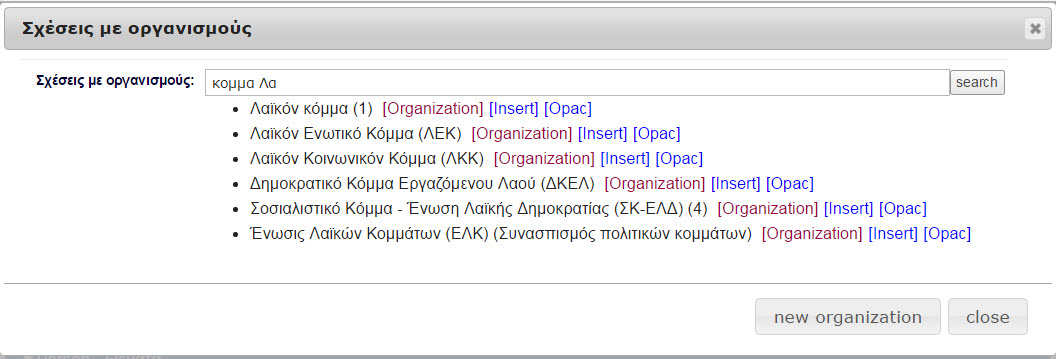 Σχέσεις με οργανισμούς
Σχέσεις με οργανισμούς: κομμα Λα search
Λαϊκόν κόμμα (1) [Organization] [Insert] [Opac]
Λαϊκόν Ενωτικό Κόμμα (ΛΕΚ) [Organization] [Insert] [Opac]
Λαϊκόν Κοινωνικόν Κόμμα (ΛΚΚ) [Organization] [Insert] [Opac]
Δημοκρατικό Κόμμα Εργαζόμενου Λαού (ΔΚΕΛ) [Organization] [Insert] [Opac]
Σοσιαλιστικό Κόμμα - Ένωση Λαϊκής Δημοκρατίας (ΣΚ-ΕΛΔ) (4) [Organization] [Insert] [Opac]
Ένωσις Λαϊκών Κομμάτων (ΕΛΚ) (Συνασπισμός πολιτικών κομμάτων) [Organization] [Insert] [Opac]
new organization close